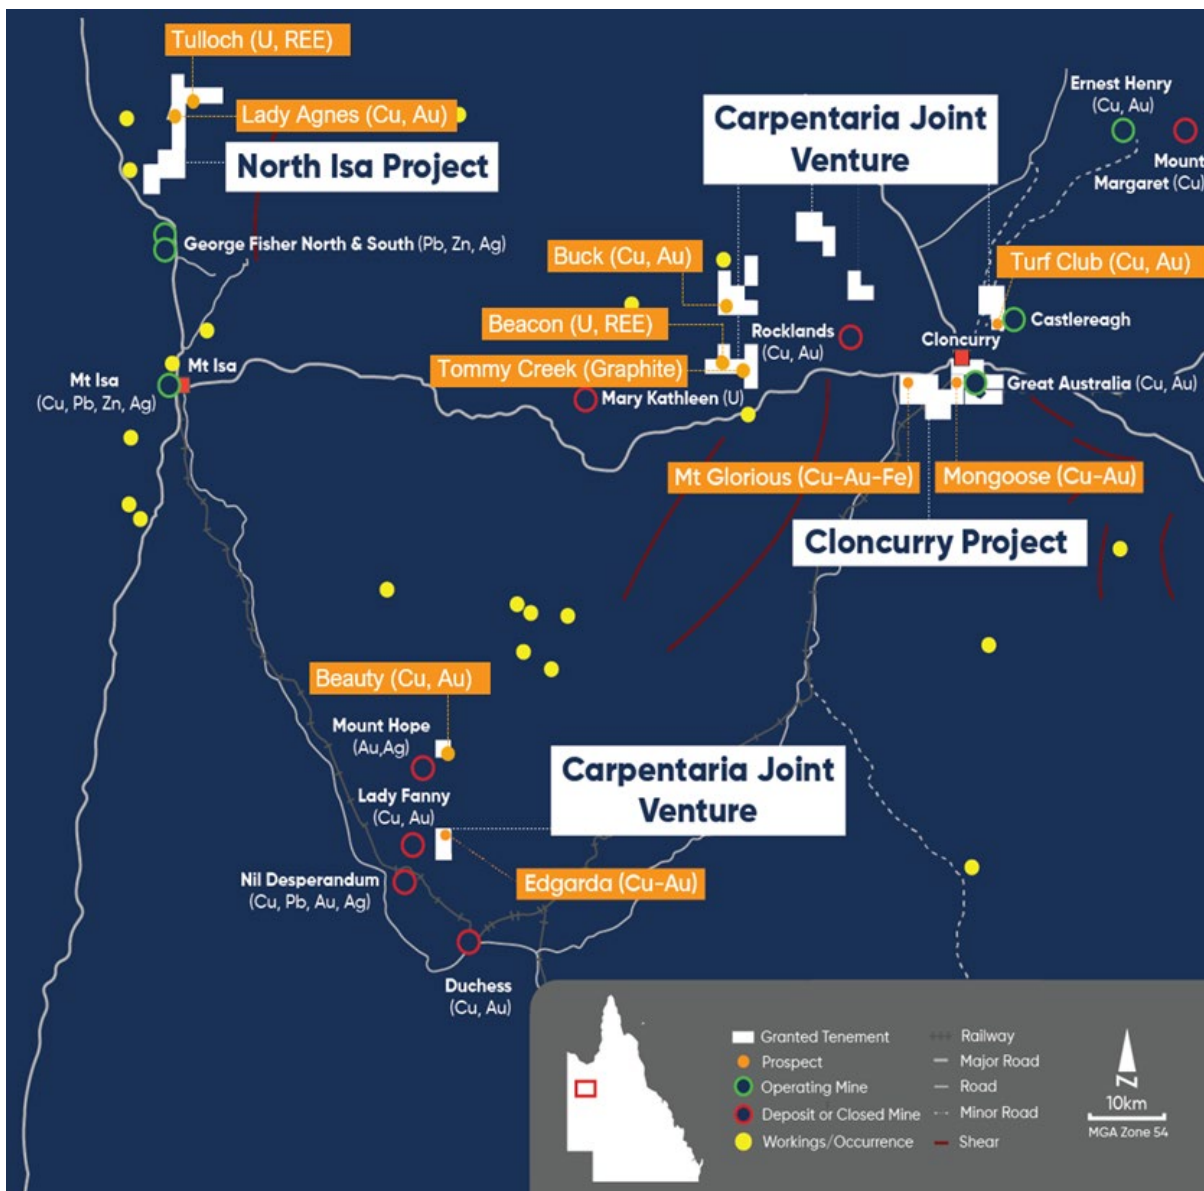 Tulloch (U, REE)
Lady Agnes (Cu, Au)
North Isa Project
George Fisher North & South (Pb, Zn, Ag)
Mt Isa
Mt Isa
(Cu, Pb, Zn, Ag)
Carpentaria Joint
Venture
Ernest Henry
(Cu, Au)
Mount
Margaret (Cu)
Buck (Cu, Au)
Turf Club (Cu, Au)
Beacon (U, REE)
Rocklands
(Cu, Au)
Castlereagh
Cloncurry
Tommy Creek (Graphite)
Mary Kathleen (U)
Great Australia (Cu, Au)
Mt Glorious (Cu-Au-Fe)
Mongoose (Cu-Au)
Cloncurry Project
Beauty (Cu, Au)
Mount Hope
(Au,Ag)
Carpentaria Joint
Venture
Lady Fanny
(Cu, Au)
Nil Desperandum
(Cu, Pb, Au, Ag)
Edgarda (Cu-Au)
Duchess
(Cu, Au)
Granted Tenement
Prospect
Operating Mine
Deposit or Closed Mine
Workings/Occurrence
Railway
Major Road
Road
Minor Road
Shear
N
10km
MGA Zone 54